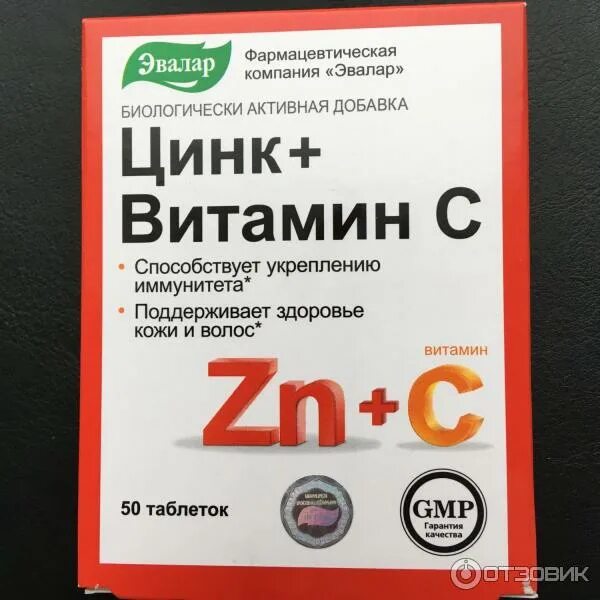 Эвалар
Фармацевтическая
компания «Эвалар»
БИОЛОГИЧЕСКИ АКТИВНАЯ ДОБАВКА
Цинк+
Витамин С
• Способствует укреплению
иммунитета*
• Поддерживает здоровье
кожи и волос*
витамин
Zn+C
50 таблеток
GMP
Гарантия
качества
ОТЗОВИК